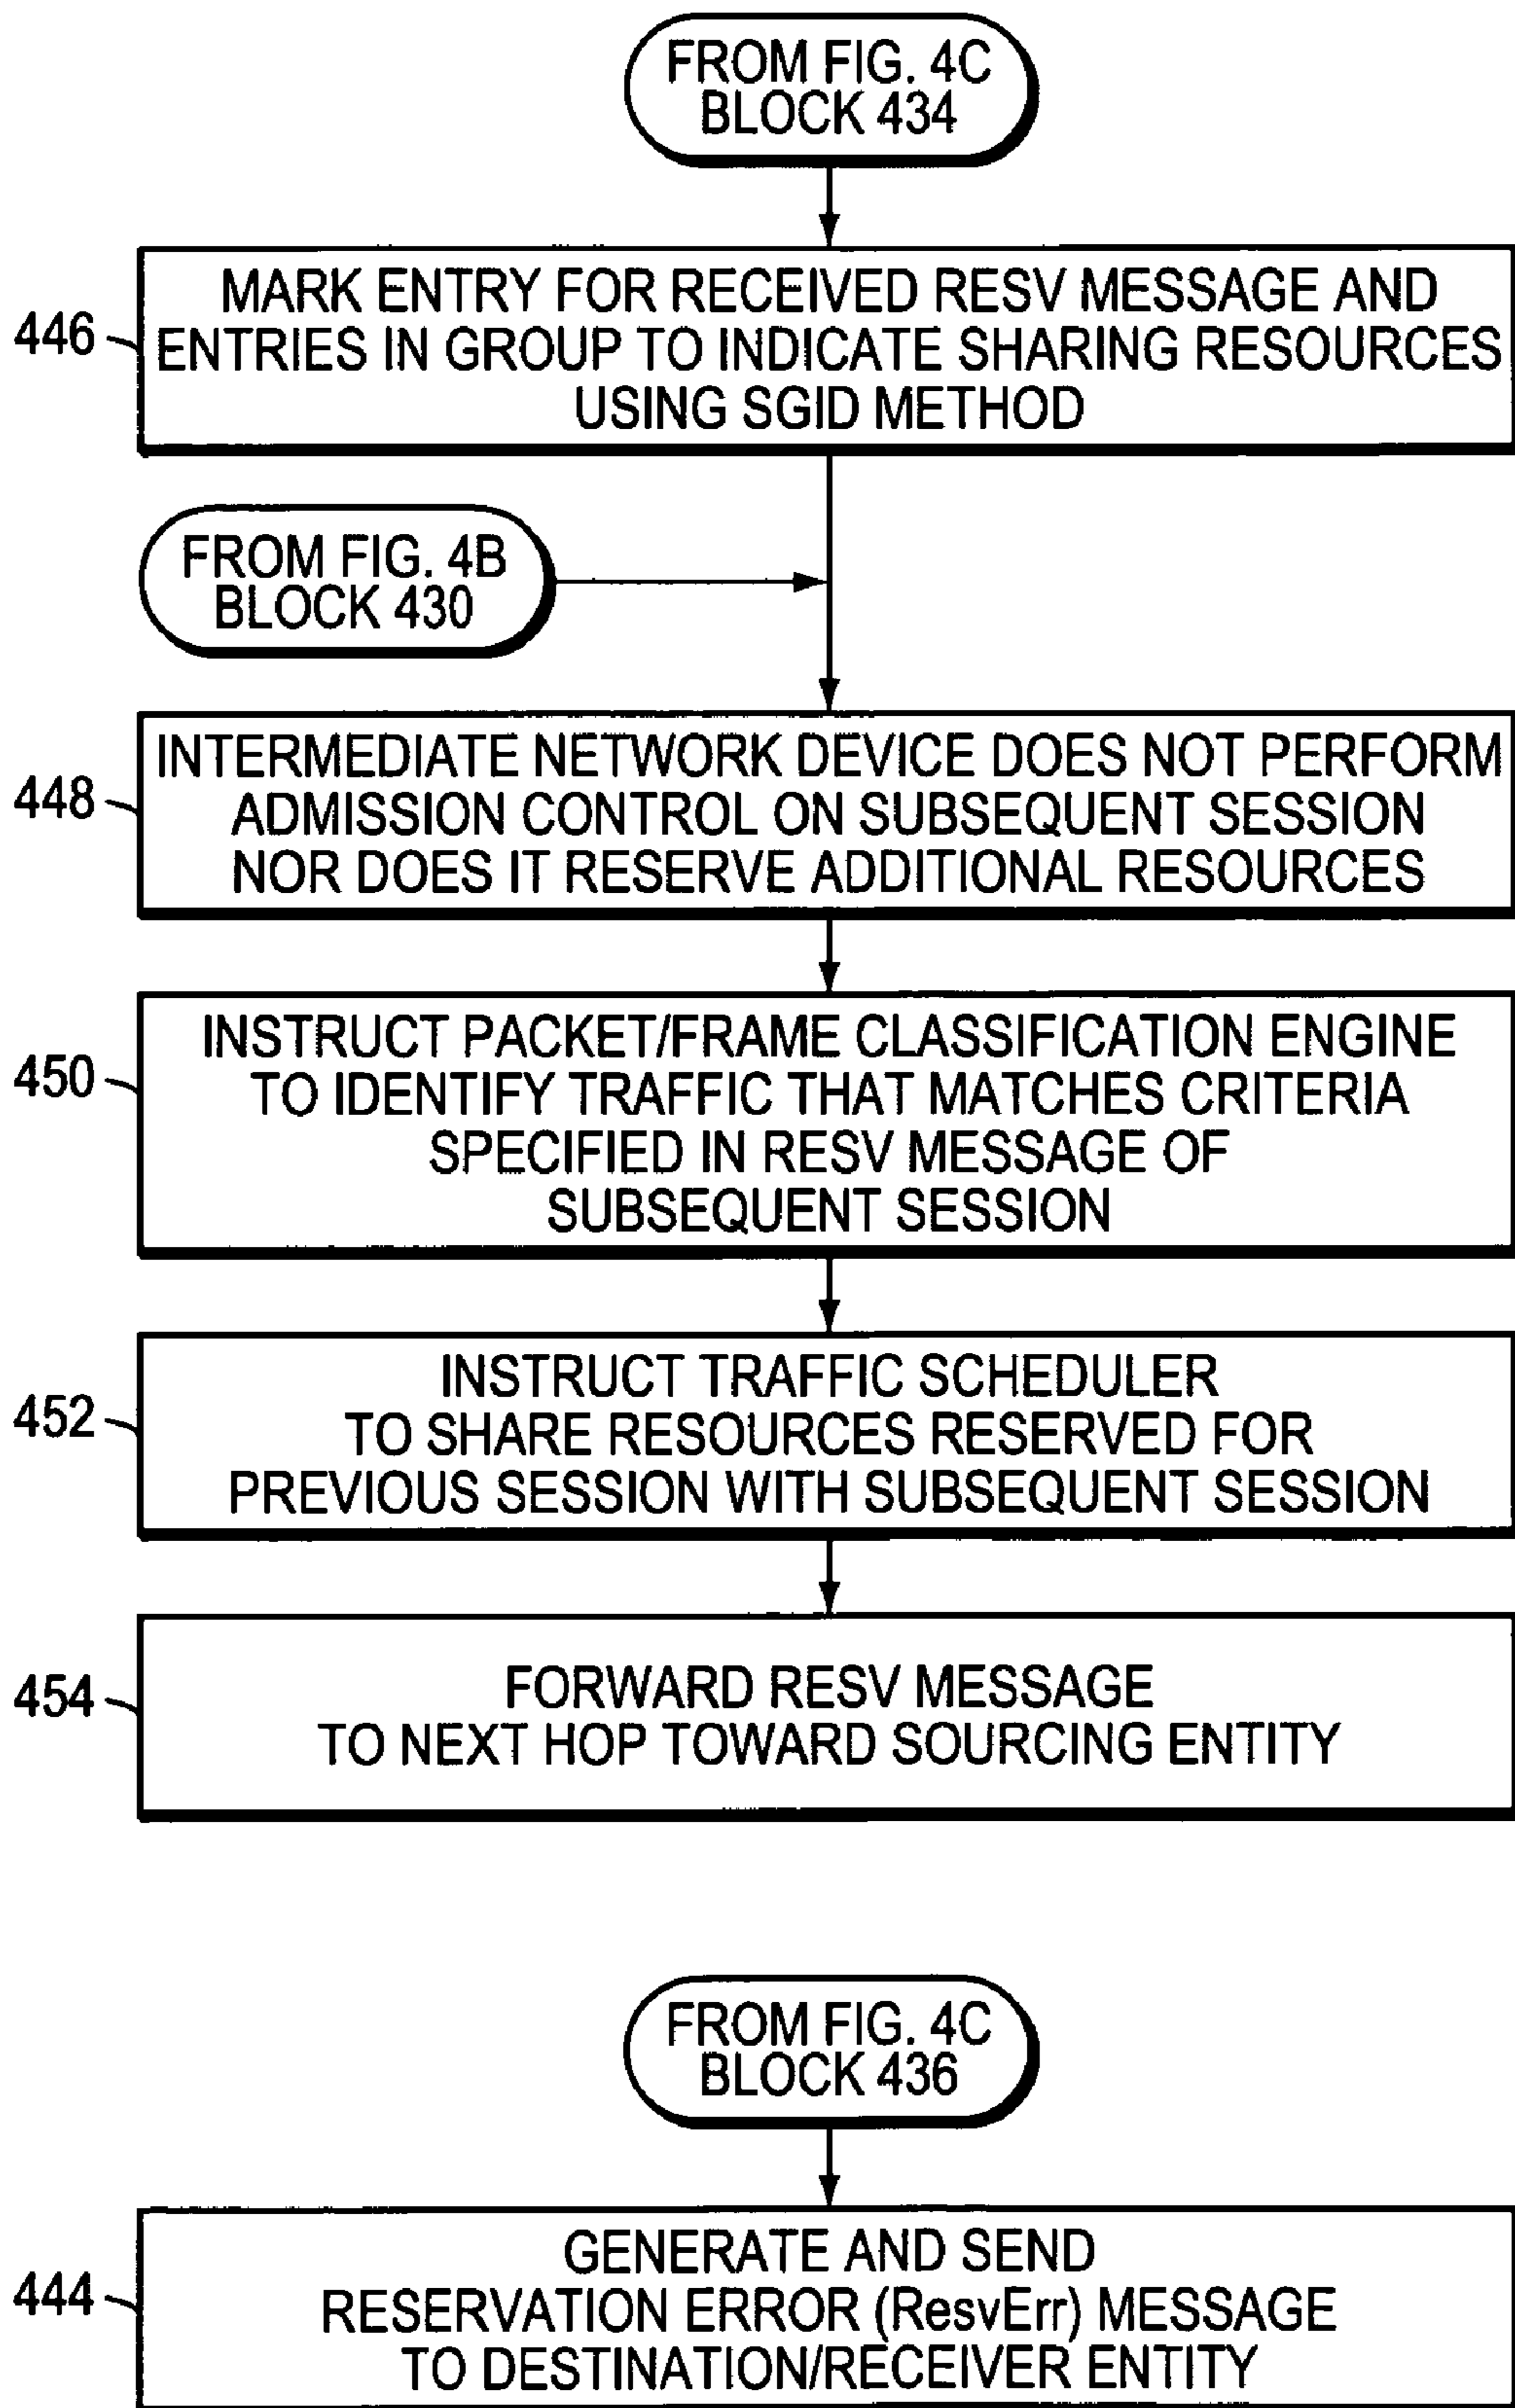 FROM FIG. 4C
BLOCK 434
446
MARK ENTRY FOR RECEIVED RESV MESSAGE AND
ENTRIES IN GROUP TO INDICATE SHARING RESOURCES
USING SGID METHOD
FROM FIG. 4B
BLOCK 430
448
INTERMEDIATE NETWORK DEVICE DOES NOT PERFORM
ADMISSION CONTROL ON SUBSEQUENT SESSION
NOR DOES IT RESERVE ADDITIONAL RESOURCES
450
INSTRUCT PACKET/FRAME CLASSIFICATION ENGINE
TO IDENTIFY TRAFFIC THAT MATCHES CRITERIA
SPECIFIED IN RESV MESSAGE OF
SUBSEQUENT SESSION
452
INSTRUCT TRAFFIC SCHEDULER
TO SHARE RESOURCES RESERVED FOR
PREVIOUS SESSION WITH SUBSEQUENT SESSION
454
FORWARD RESV MESSAGE
TO NEXT HOP TOWARD SOURCING ENTITY
FROM FIG. 4C
BLOCK 436
444
GENERATE AND SEND
RESERVATION ERROR (ResvErr) MESSAGE
TO DESTINATION/RECEIVER ENTITY